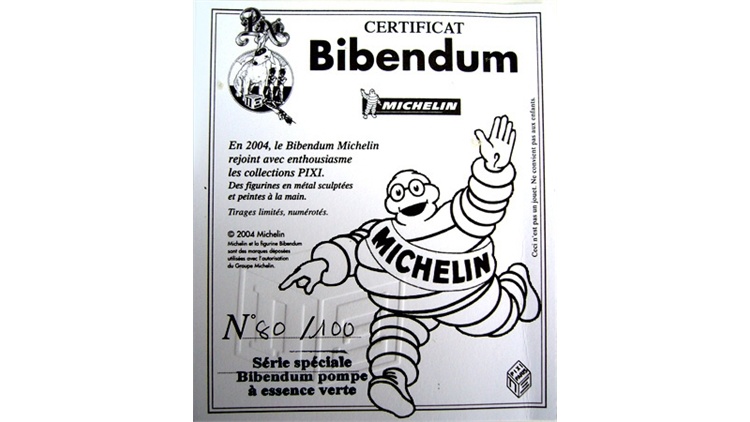 Pixi
CERTIFICAT
Bibendum
MICHELIN
En 2004, le Bibendum Michelin
rejoint avec enthousiasme
les collections PIXI.
Des figurines en métal sculptées
et peintes à la main.
Tirages limités, numérotés.
© 2004 Michelin
Michelin et la figurine Bibendum
sont des marques déposées
utilisées avec l'autorisation
du Groupe Michelin.
MICHELIN
Ceci n'est pas un jouet. Ne convient pas aux enfants.
N° 80 /100
Série spéciale
Bibendum pompe
à essence verte
PIXI
PARIS